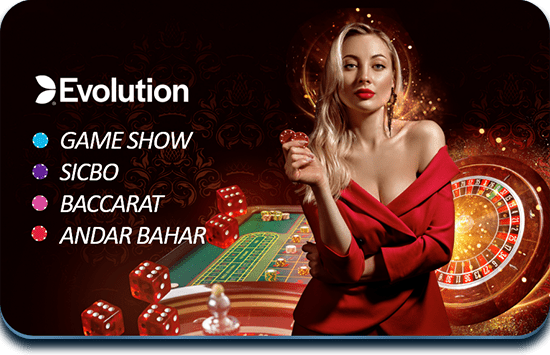 Evolution
GAME SHOW
SICBO
BACCARAT
ANDAR BAHAR